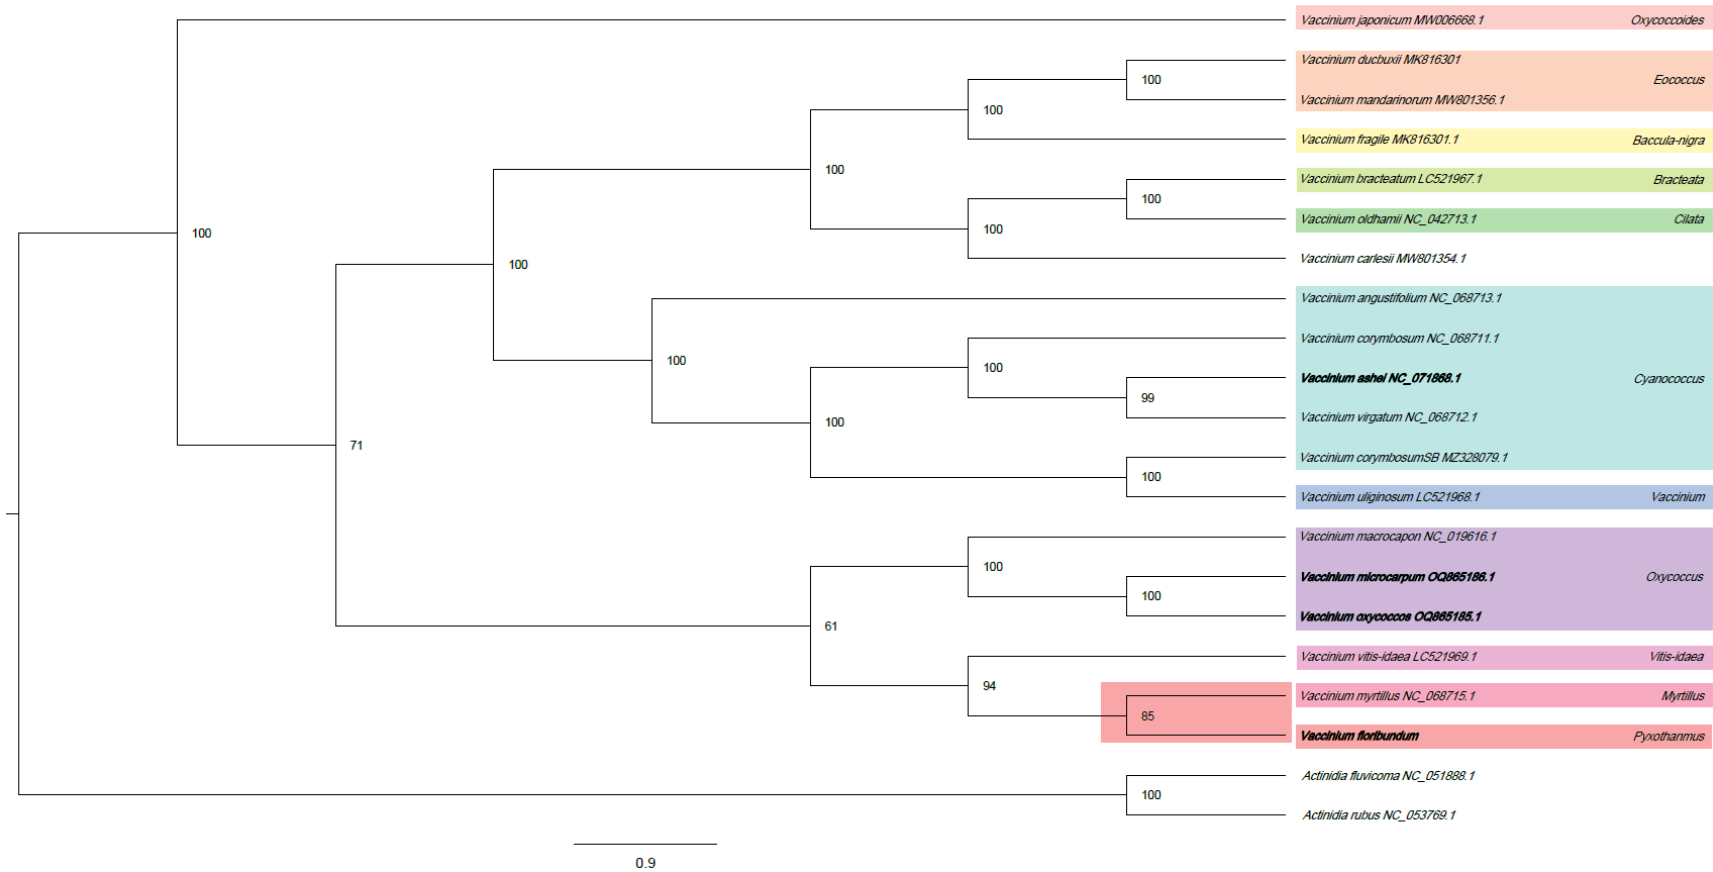 Vaccinium japonicum MW006668.1 Oxycoccoides
Vaccinium ducbuxii MK816301
100
Eococcus
Vaccinium mandarinorum MW801356.1
100
Vaccinium fragile MK816301.1 Baccula-nigra
100
Vaccinium bracteatum LC521967.1 Bracteata
100
Vaccinium oldhamii NC_042713.1 Cilata
100
100
Vaccinium carlesii MW801354.1
100
Vaccinium angustifolium NC_068713.1
Vaccinium corymbosum NC_068711.1
100
100
Vaccinium ashei NC_071868.1 Cyanococcus
99
Vaccinium virgatum NC_068712.1
100
71
Vaccinium corymbosumSB MZ328079.1
100
Vaccinium uliginosum LC521968.1 Vaccinium
Vaccinium macrocapon NC_019616.1
100
Vaccinium microcarpum OQ865186.1 Oxycoccus
100
Vaccinium oxycoccos OQ865185.1
61
Vaccinium vitis-idaea LC521969.1 Vitis-idaea
94
Vaccinium myrtillus NC_068715.1 Myrtillus
85
Vaccinium floribundum Pyxothanmus
Actinidia fluvicoma NC_051888.1
100
Actinidia rubus NC_053769.1
0.9